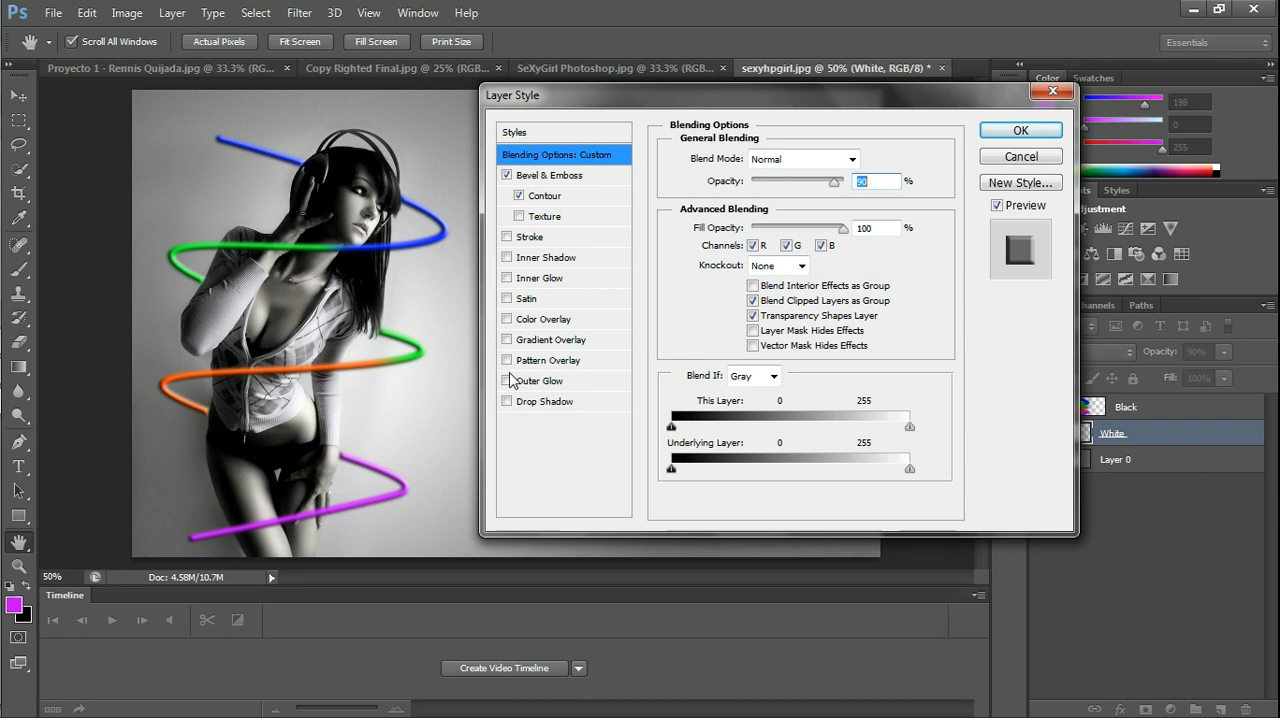 Ps File Edit Image Layer Type Select Filter 3D View Window Help
Scroll All Windows Actual Pixels Fit Screen Fill Screen Print Size Essentials
Proyecto 1 - Rennis Quijada.jpg @ 33.3% (RG... × Copy Righted Final.jpg @ 25% (RGB... × SeXyGirl Photoshop.jpg @ 33.3% (RGB... × sexyhpgirl.jpg @ 50% (White, RGB/8) * ×
Color Swatches
198
0
255
Styles
djustment
hannels Paths
Opacity: 90%
Fill: 100%
Black
White
Layer 0
Layer Style
Styles
Blending Options: Custom
Bevel & Emboss
Contour
Texture
Stroke
Inner Shadow
Inner Glow
Satin
Color Overlay
Gradient Overlay
Pattern Overlay
Outer Glow
Drop Shadow
Blending Options
General Blending
Blend Mode: Normal
Opacity: 90 %
Advanced Blending
Fill Opacity: 100 %
Channels: R G B
Knockout: None
Blend Interior Effects as Group
Blend Clipped Layers as Group
Transparency Shapes Layer
Layer Mask Hides Effects
Vector Mask Hides Effects
Blend If: Gray
This Layer: 0 255
Underlying Layer: 0 255
OK
Cancel
New Style...
Preview
50% Doc: 4.58M/10.7M
Timeline
Create Video Timeline